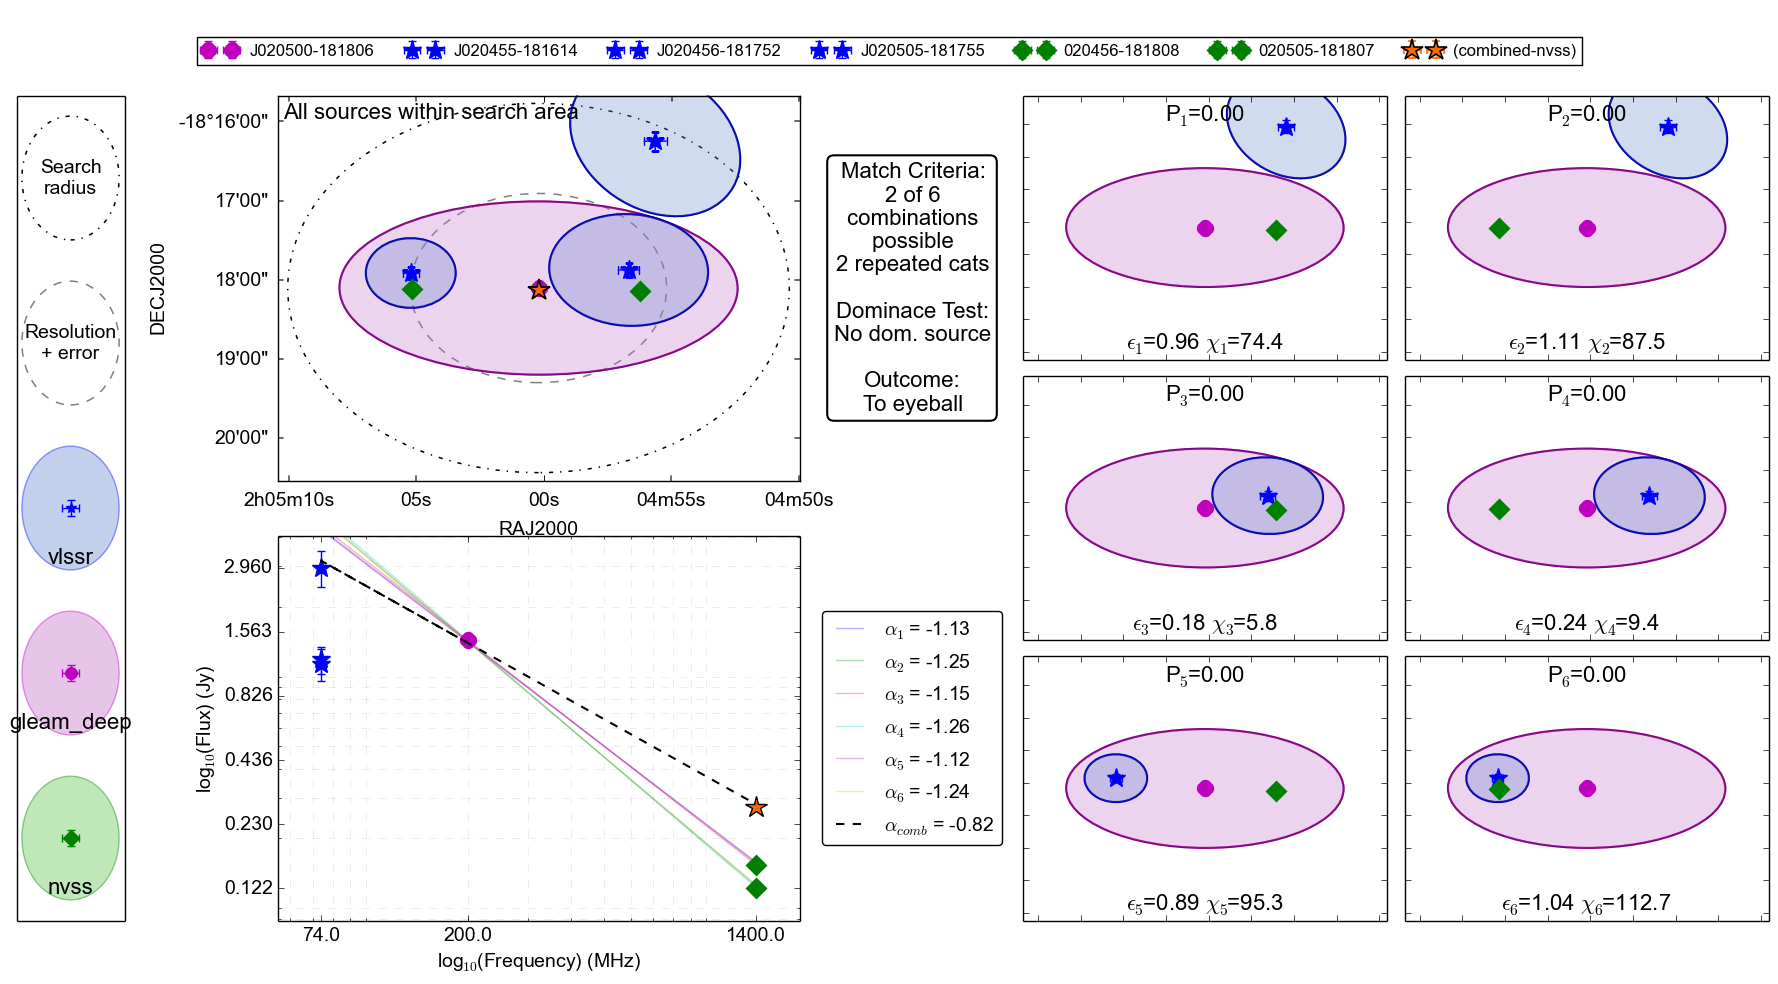 J020500-181806 J020455-181614 J020456-181752 J020505-181755 020456-181808 020505-181807 (combined-nvss)
Search
radius
Resolution
+ error
vlssr
gleam_deep
nvss
All sources within search area
-18°16'00"
17'00"
18'00"
19'00"
20'00"
DECJ2000
2h05m10s 05s 00s 04m55s 04m50s
RAJ2000
Match Criteria:
2 of 6
combinations
possible
2 repeated cats
Dominace Test:
No dom. source
Outcome:
To eyeball
2.960
1.563
0.826
0.436
0.230
0.122
log₁₀(Flux) (Jy)
74.0 200.0 1400.0
log₁₀(Frequency) (MHz)
α₁ = -1.13
α₂ = -1.25
α₃ = -1.15
α₄ = -1.26
α₅ = -1.12
α₆ = -1.24
α_comb = -0.82
P₁=0.00
ϵ₁=0.96 χ₁=74.4
P₂=0.00
ϵ₂=1.11 χ₂=87.5
P₃=0.00
ϵ₃=0.18 χ₃=5.8
P₄=0.00
ϵ₄=0.24 χ₄=9.4
P₅=0.00
ϵ₅=0.89 χ₅=95.3
P₆=0.00
ϵ₆=1.04 χ₆=112.7